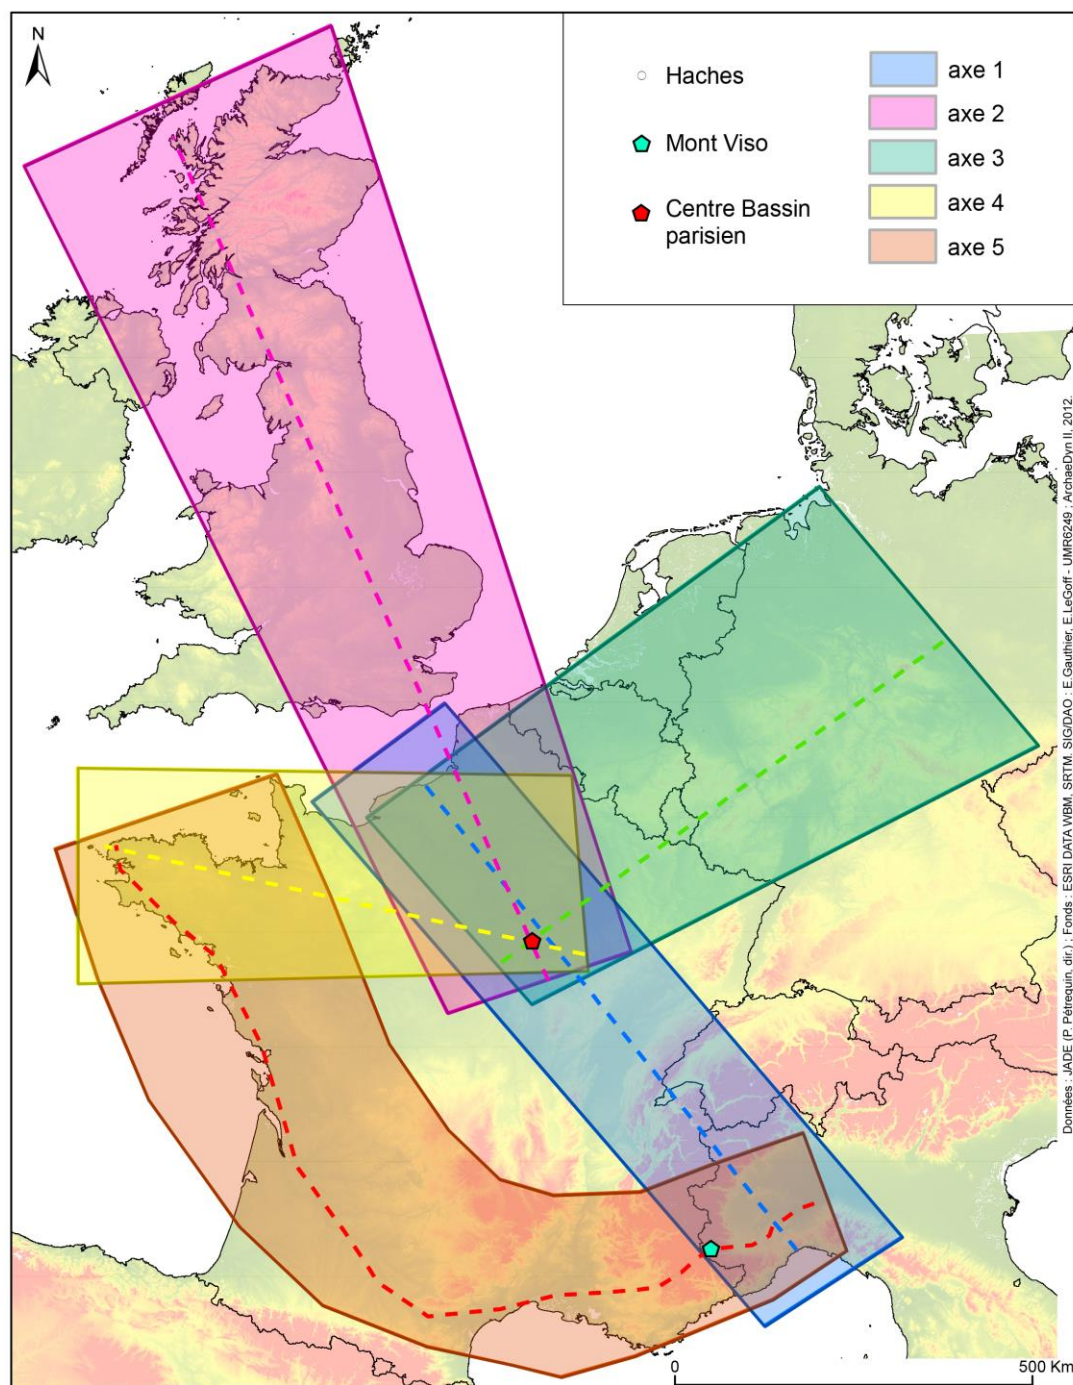 N
Haches
Mont Viso
Centre Bassin
parisien
axe 1
axe 2
axe 3
axe 4
axe 5
Données : JADE (P. Pétrequin, dir.) ; Fonds : ESRI DATA WBM, SRTM, SIG/DAO : E.Gauthier, E.LeGoff - UMR6249 ; ArchaeDyn II, 2012.
0
500 Km